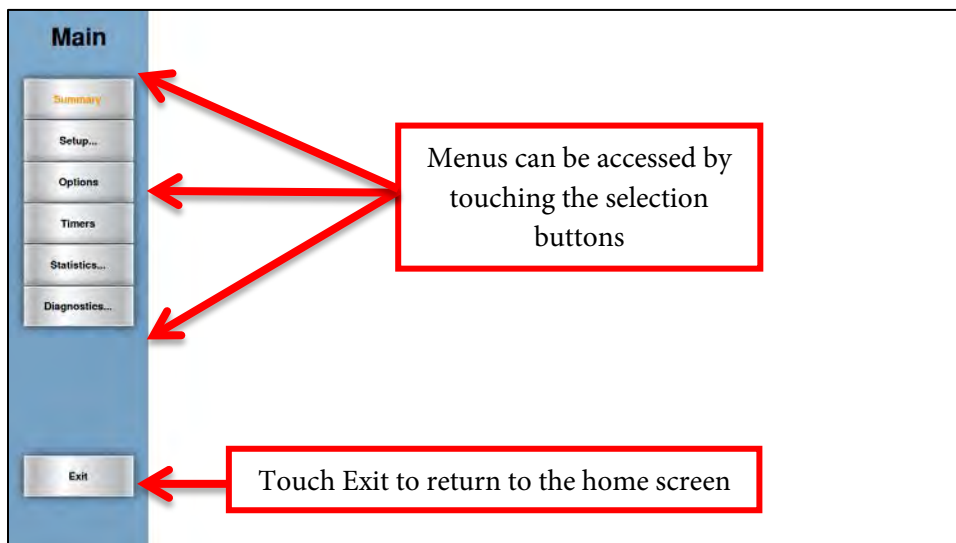 Main
Summary
Setup...
Options
Timers
Statistics...
Diagnostics...
Exit
Menus can be accessed by
touching the selection
buttons
Touch Exit to return to the home screen